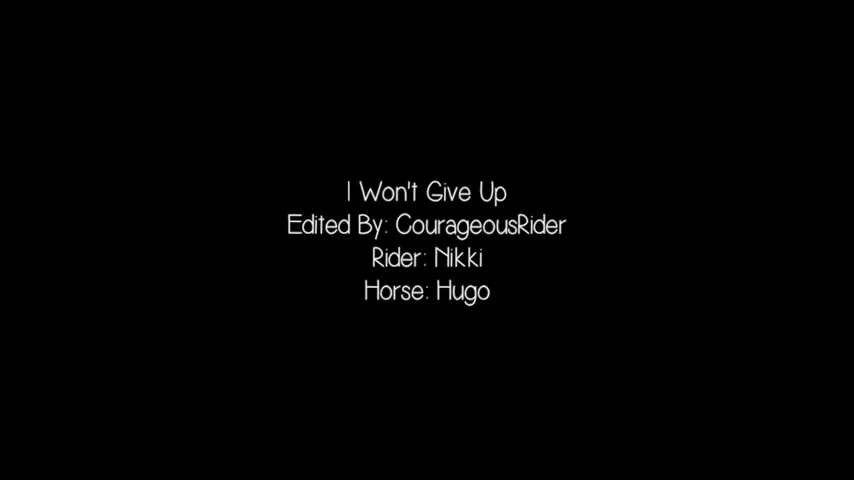 I Won't Give Up
Edited By: CourageousRider
Rider: Nikki
Horse: Hugo